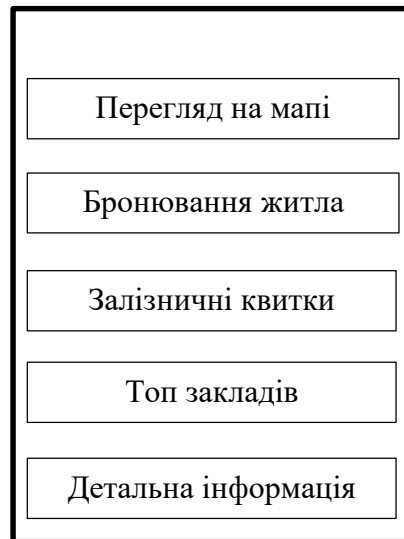 Перегляд на мапі
Бронювання житла
Залізничні квитки
Топ закладів
Детальна інформація